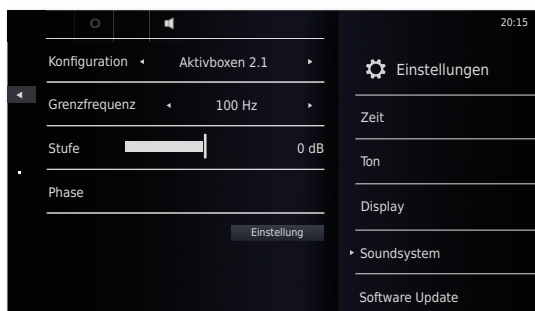 20:15
Konfiguration Aktivboxen 2.1
Grenzfrequenz 100 Hz
Stufe 0 dB
Phase
Einstellung
Einstellungen
Zeit
Ton
Display
Soundsystem
Software Update